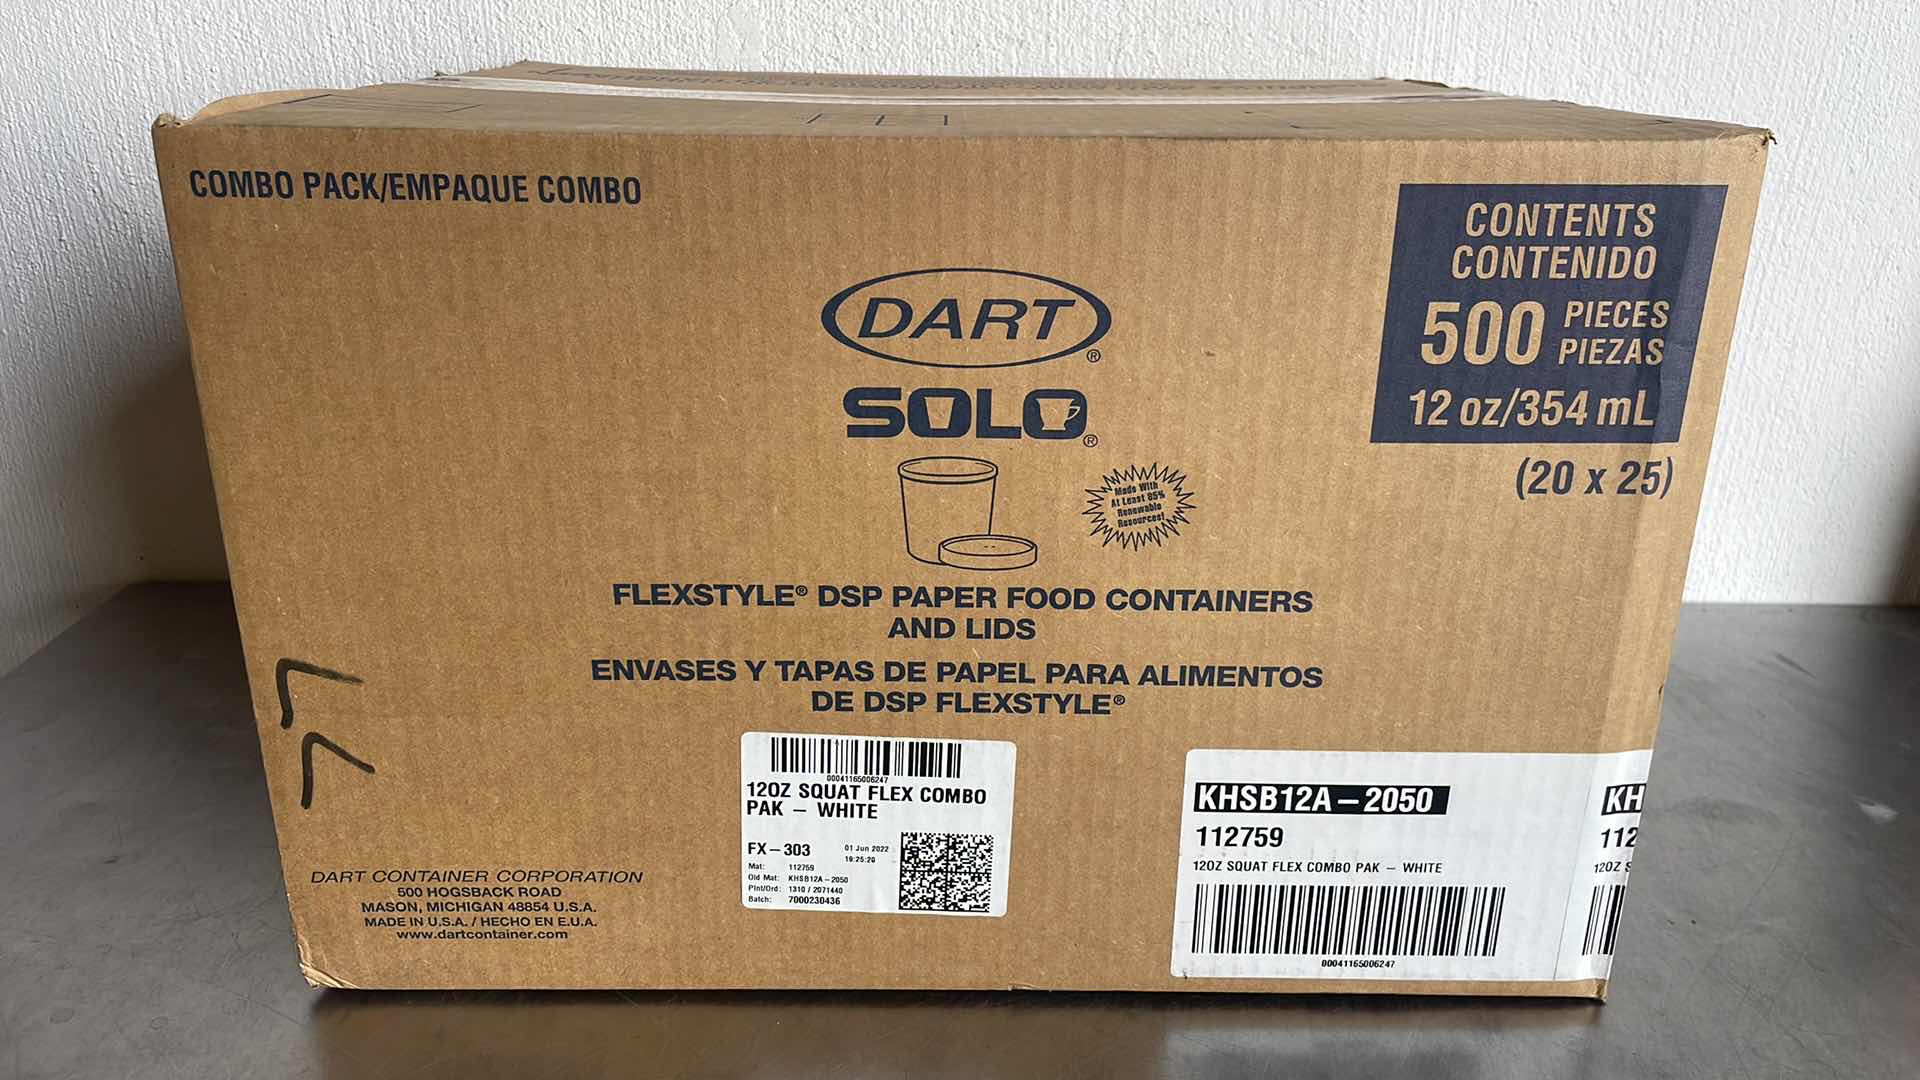 COMBO PACK/EMPAQUE COMBO
CONTENTS
CONTENIDO
500 PIECES
PIEZAS
12 oz/354 mL
(20 x 25)
DART®
SOLO®
Made With
At Least 85%
Renewable
Resources!
FLEXSTYLE® DSP PAPER FOOD CONTAINERS
AND LIDS
ENVASES Y TAPAS DE PAPEL PARA ALIMENTOS
DE DSP FLEXSTYLE®
00041165006247
12OZ SQUAT FLEX COMBO
PAK – WHITE
FX – 303 01 Jun 2022
19:25:20
Mat: 112759
Old Mat: KHSB12A – 2050
Plnt/Ord: 1310 / 2071440
Batch: 7000230436
KHSB12A – 2050
112759
12OZ SQUAT FLEX COMBO PAK – WHITE
00041165006247
KH
112
12OZ S
DART CONTAINER CORPORATION
500 HOGSBACK ROAD
MASON, MICHIGAN 48854 U.S.A.
MADE IN U.S.A. / HECHO EN E.U.A.
www.dartcontainer.com